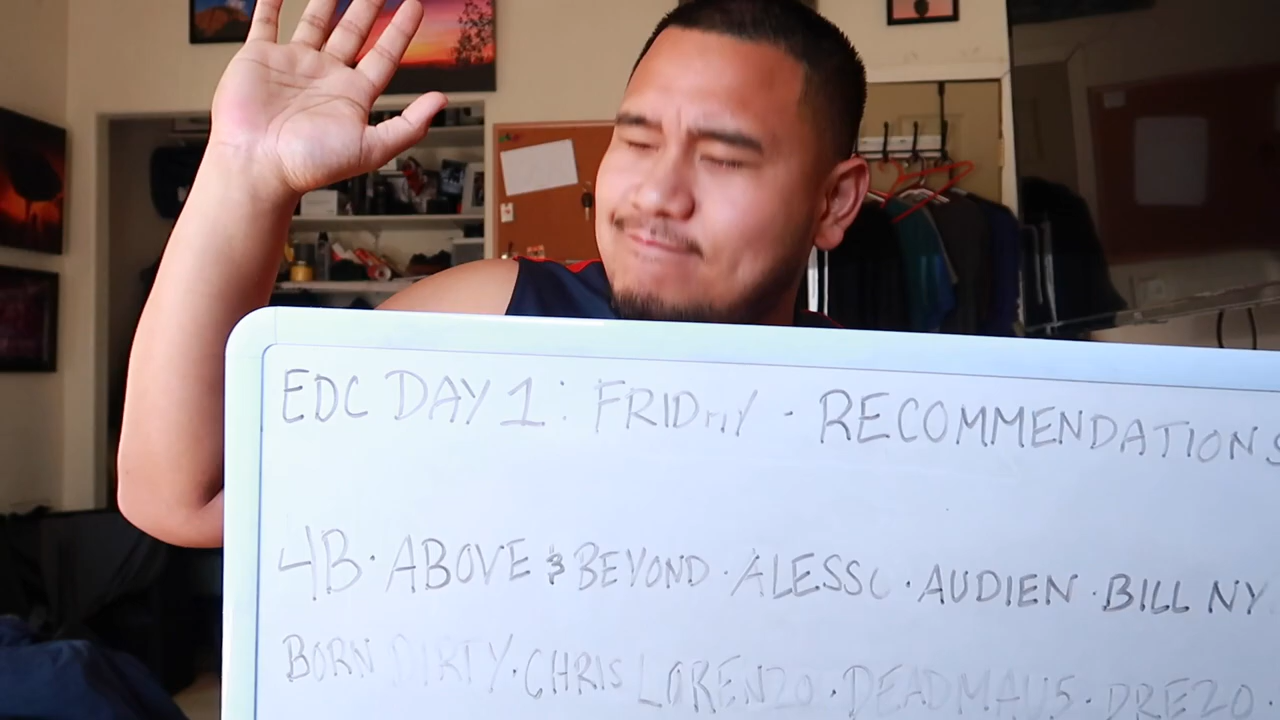 EDC DAY 1: FRIDAY - RECOMMENDATIONS
4B · ABOVE & BEYOND · ALESSO · AUDIEN · BILL NY
BORN DIRTY · CHRIS LORENZO · DEADMAU5 · DREZO ·